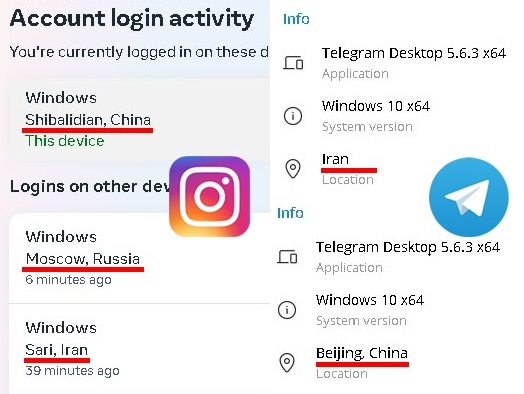 Account login activity
You're currently logged in on these d
Windows
Shibalidian, China
This device
Logins on other dev
Windows
Moscow, Russia
6 minutes ago
Windows
Sari, Iran
39 minutes ago
Info
Telegram Desktop 5.6.3 x64
Application
Windows 10 x64
System version
Iran
Location
Info
Telegram Desktop 5.6.3 x64
Application
Windows 10 x64
System version
Beijing, China
Location